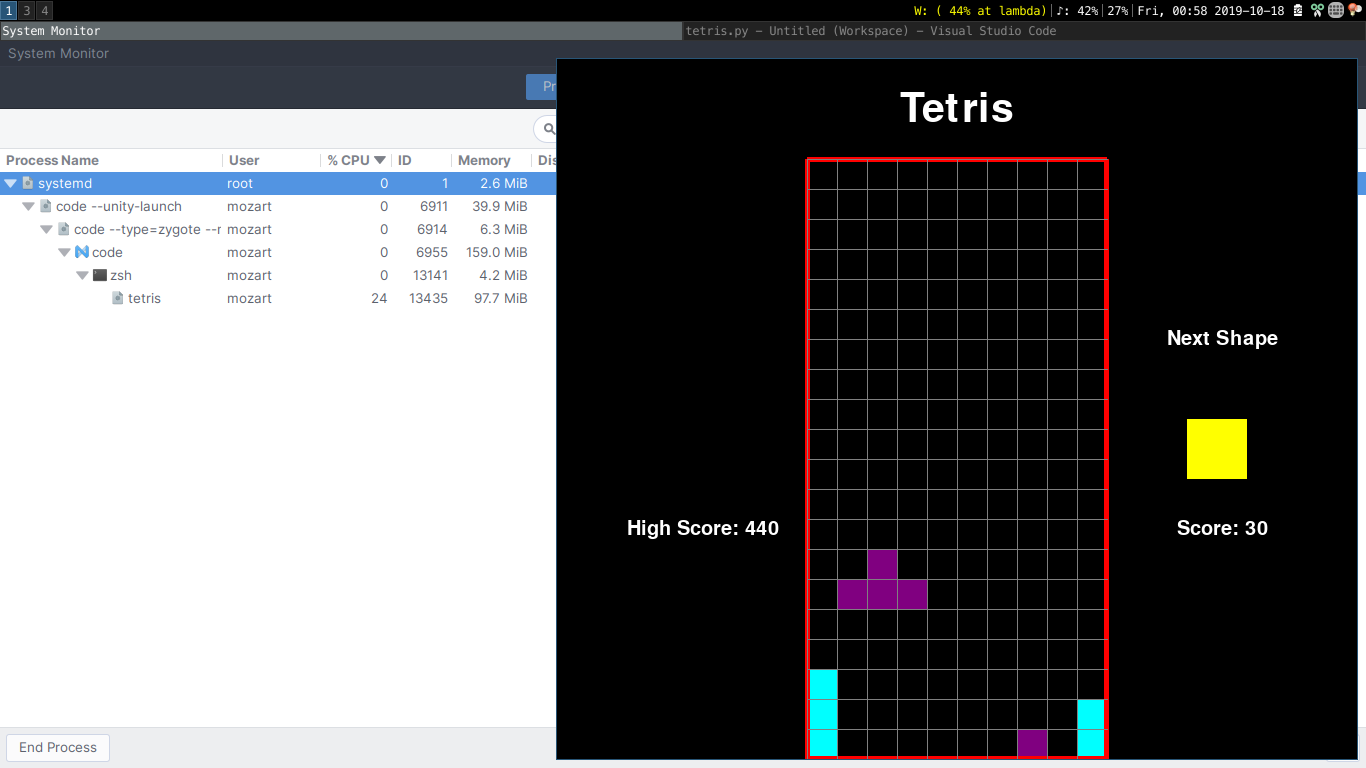 1 3 4 W: ( 44% at lambda) ♪: 42% 27% Fri, 00:58 2019-10-18
System Monitor tetris.py – Untitled (Workspace) – Visual Studio Code
System Monitor
Pr
Process Name User % CPU ID Memory Dis
systemd root 0 1 2.6 MiB
code --unity-launch mozart 0 6911 39.9 MiB
code --type=zygote --r mozart 0 6914 6.3 MiB
code mozart 0 6955 159.0 MiB
zsh mozart 0 13141 4.2 MiB
tetris mozart 24 13435 97.7 MiB
End Process
Tetris
Next Shape
High Score: 440
Score: 30